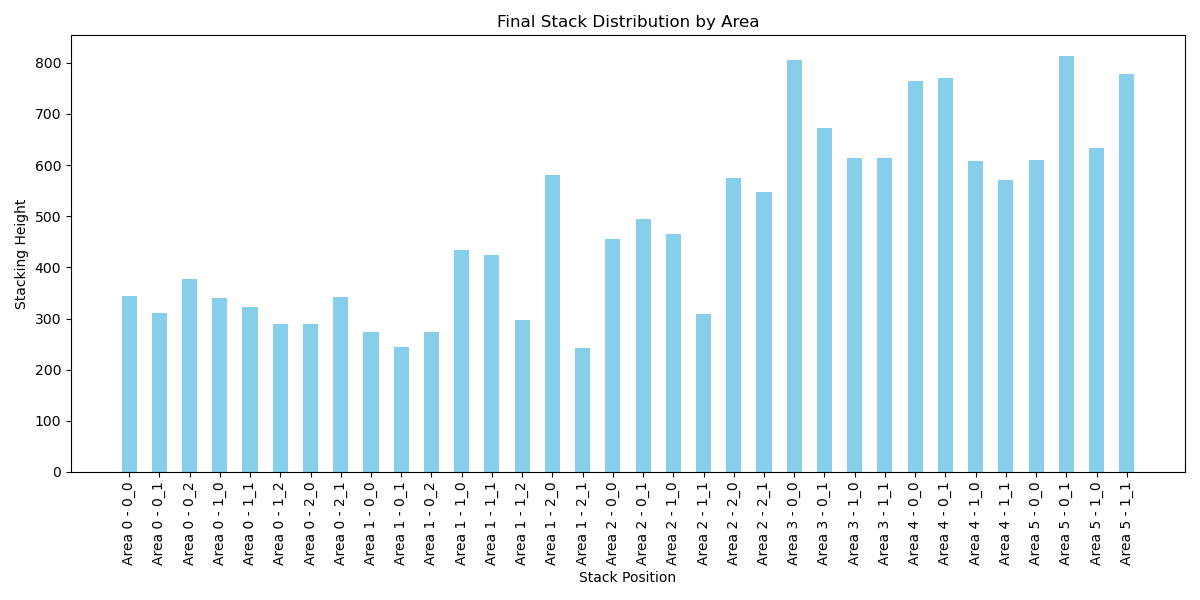 Final Stack Distribution by Area
Stacking Height
800
700
600
500
400
300
200
100
0
Area 0 - 0_0
Area 0 - 0_1
Area 0 - 0_2
Area 0 - 1_0
Area 0 - 1_1
Area 0 - 1_2
Area 0 - 2_0
Area 0 - 2_1
Area 1 - 0_0
Area 1 - 0_1
Area 1 - 0_2
Area 1 - 1_0
Area 1 - 1_1
Area 1 - 1_2
Area 1 - 2_0
Area 1 - 2_1
Area 2 - 0_0
Area 2 - 0_1
Area 2 - 1_0
Area 2 - 1_1
Area 2 - 2_0
Area 2 - 2_1
Area 3 - 0_0
Area 3 - 0_1
Area 3 - 1_0
Area 3 - 1_1
Area 4 - 0_0
Area 4 - 0_1
Area 4 - 1_0
Area 4 - 1_1
Area 5 - 0_0
Area 5 - 0_1
Area 5 - 1_0
Area 5 - 1_1
Stack Position